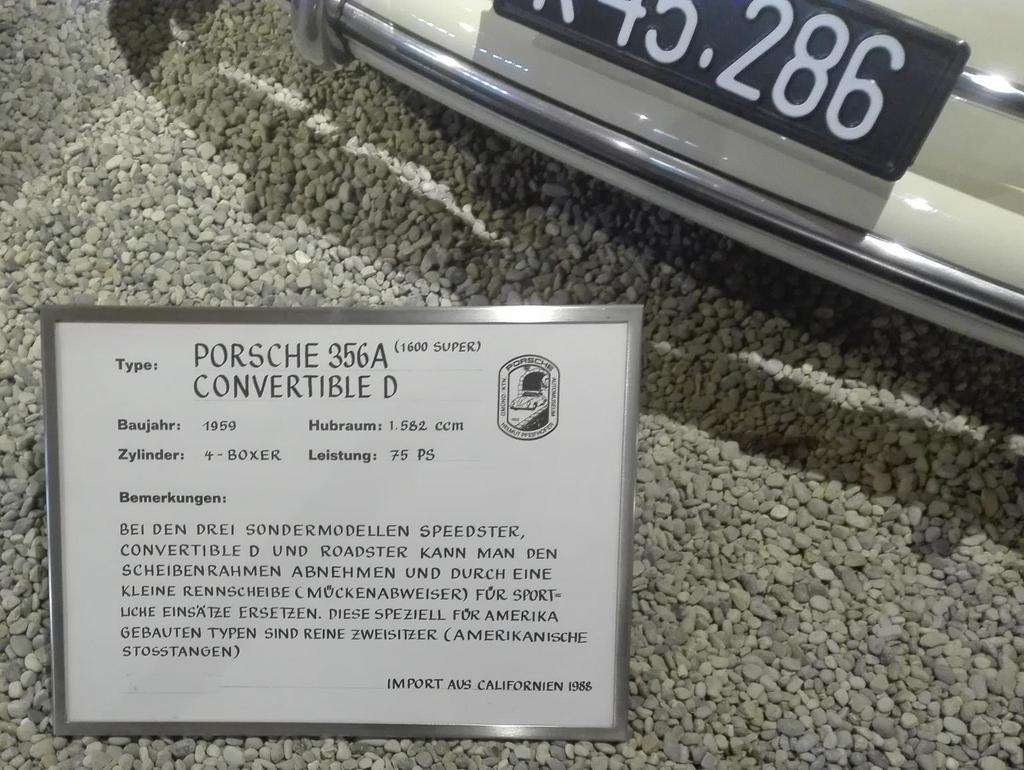 45.286
Type: PORSCHE 356A (1600 SUPER)
CONVERTIBLE D
Baujahr: 1959 Hubraum: 1.582 ccm
Zylinder: 4-BOXER Leistung: 75 PS
PORSCHE
AUTOMUSEUM
HELMUT PFEIFHOFER
Bemerkungen:
BEI DEN DREI SONDERMODELLEN SPEEDSTER,
CONVERTIBLE D UND ROADSTER KANN MAN DEN
SCHEIBENRAHMEN ABNEHMEN UND DURCH EINE
KLEINE RENNSCHEIBE (MÜCKENABWEISER) FÜR SPORT=
LICHE EINSÄTZE ERSETZEN. DIESE SPEZIELL FÜR AMERIKA
GEBAUTEN TYPEN SIND REINE ZWEISITZER (AMERIKANISCHE
STOSSTANGEN)
IMPORT AUS CALIFORNIEN 1988